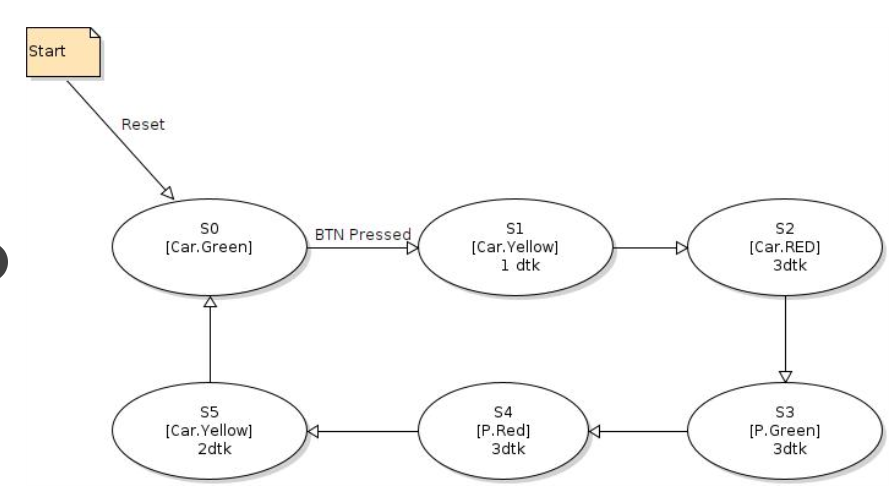 Start
Reset
S0
[Car.Green]
BTN Pressed
S1
[Car.Yellow]
1 dtk
S2
[Car.RED]
3dtk
S5
[Car.Yellow]
2dtk
S4
[P.Red]
3dtk
S3
[P.Green]
3dtk